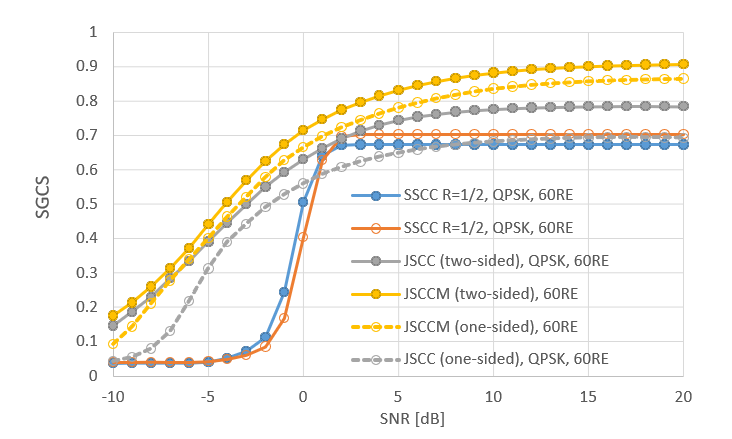 1
0.9
0.8
0.7
0.6
0.5
0.4
0.3
0.2
0.1
0
SGCS
SSCC R=1/2, QPSK, 60RE
SSCC R=1/2, QPSK, 60RE
JSCC (two-sided), QPSK, 60RE
JSCCM (two-sided), 60RE
JSCCM (one-sided), 60RE
JSCC (one-sided), QPSK, 60RE
-10 -5 0 5 10 15 20
SNR [dB]